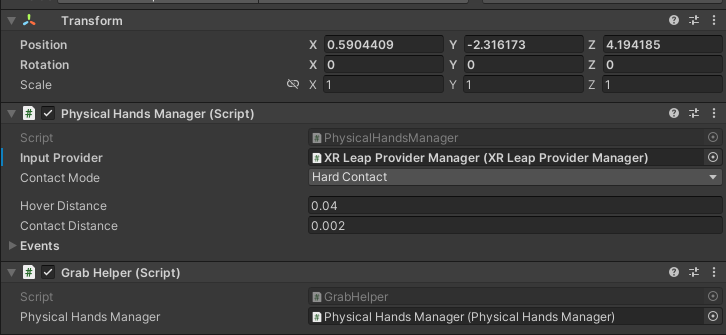 Transform
Position X 0.5904409 Y -2.316173 Z 4.194185
Rotation X 0 Y 0 Z 0
Scale X 1 Y 1 Z 1
Physical Hands Manager (Script)
Script PhysicalHandsManager
Input Provider XR Leap Provider Manager (XR Leap Provider Manager)
Contact Mode Hard Contact
Hover Distance 0.04
Contact Distance 0.002
Events
Grab Helper (Script)
Script GrabHelper
Physical Hands Manager Physical Hands Manager (Physical Hands Manager)